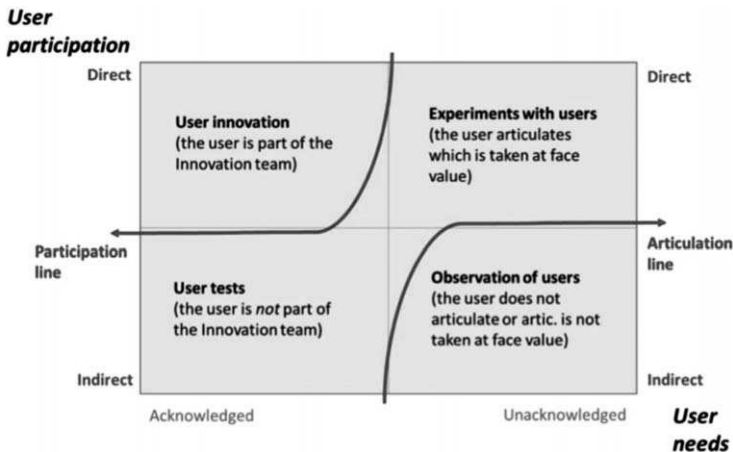 User
participation
Direct
Direct
User innovation
(the user is part of the
Innovation team)
Experiments with users
(the user articulates
which is taken at face
value)
Participation
line
Articulation
line
User tests
(the user is not part of
the Innovation team)
Observation of users
(the user does not
articulate or artic. is not
taken at face value)
Indirect
Indirect
Acknowledged
Unacknowledged
User
needs